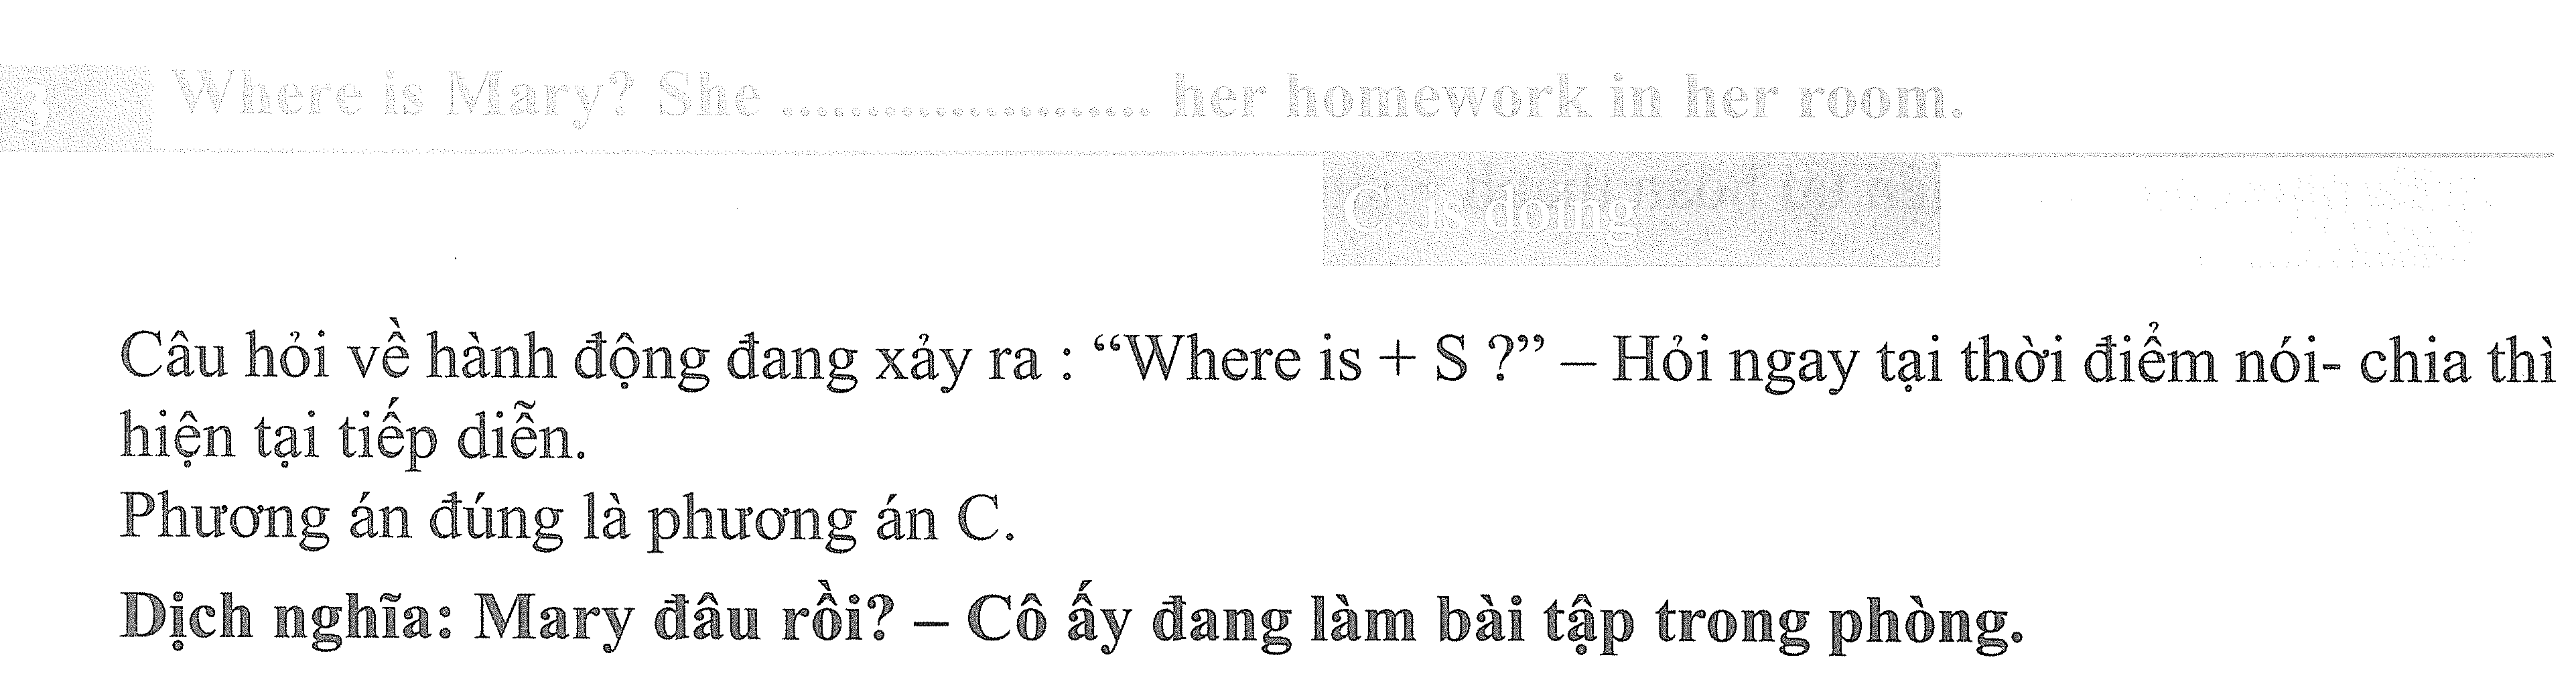 3 Where is Mary? She ...................... her homework in her room.
C. is doing
Câu hỏi về hành động đang xảy ra : “Where is + S ?” – Hỏi ngay tại thời điểm nói- chia thì
hiện tại tiếp diễn.
Phương án đúng là phương án C.
Dịch nghĩa: Mary đâu rồi? – Cô ấy đang làm bài tập trong phòng.